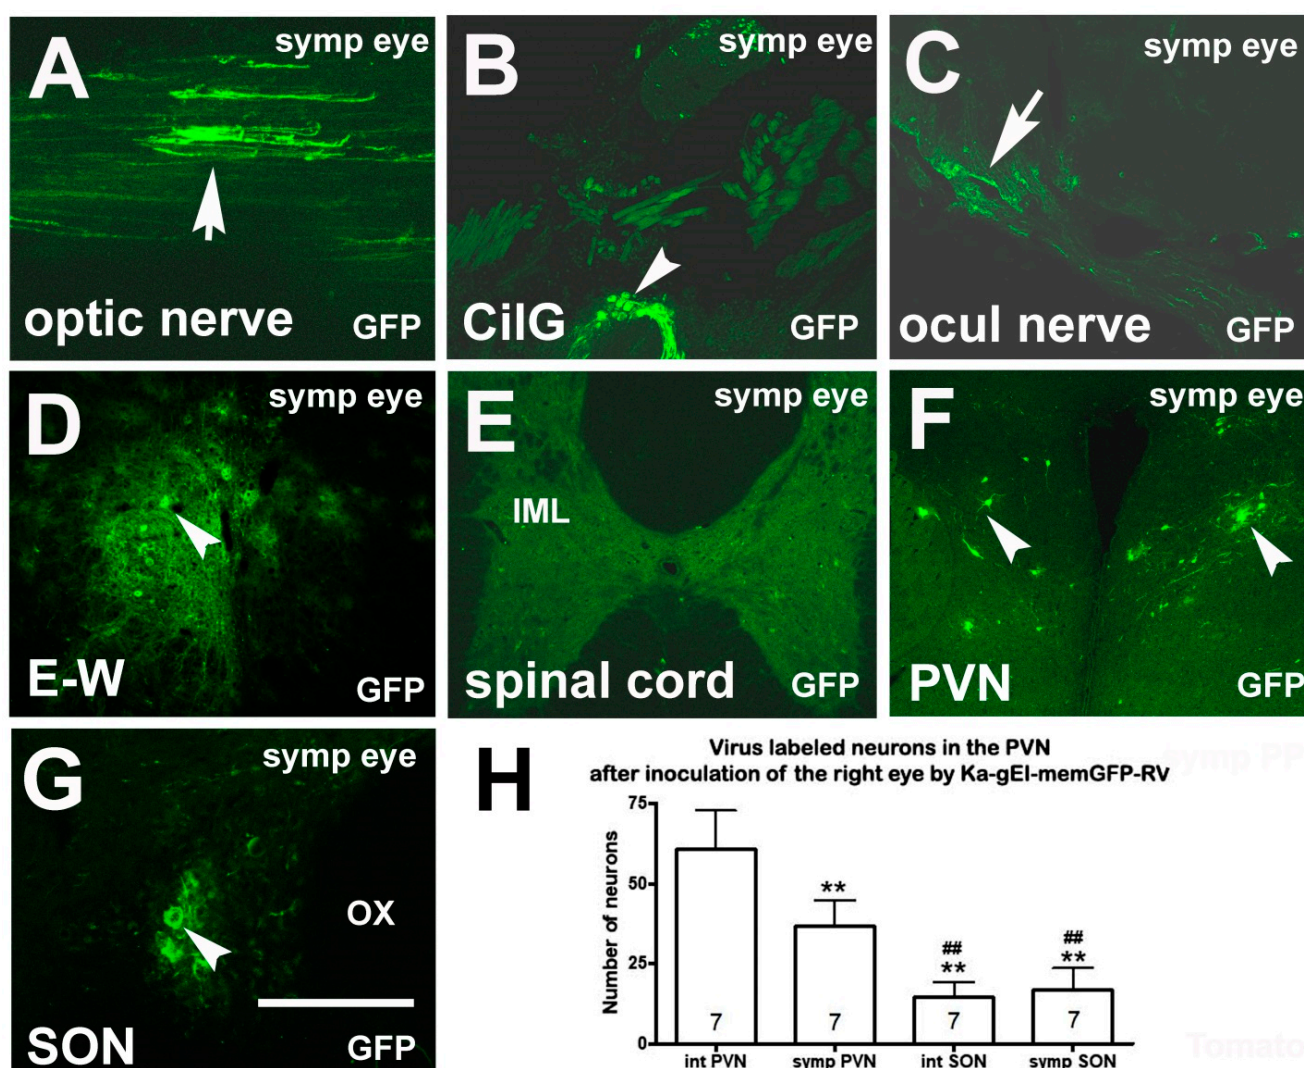 A
symp eye
optic nerve
GFP
B
symp eye
CilG
GFP
C
symp eye
ocul nerve
GFP
D
symp eye
E-W
GFP
E
symp eye
IML
spinal cord
GFP
F
symp eye
PVN
GFP
G
symp eye
OX
SON
GFP
H
Virus labeled neurons in the PVN
after inoculation of the right eye by Ka-gEI-memGFP-RV
symp PP
Number of neurons
75
50
25
0
**
##
**
##
**
7
7
7
7
int PVN
symp PVN
int SON
symp SON
Tomato